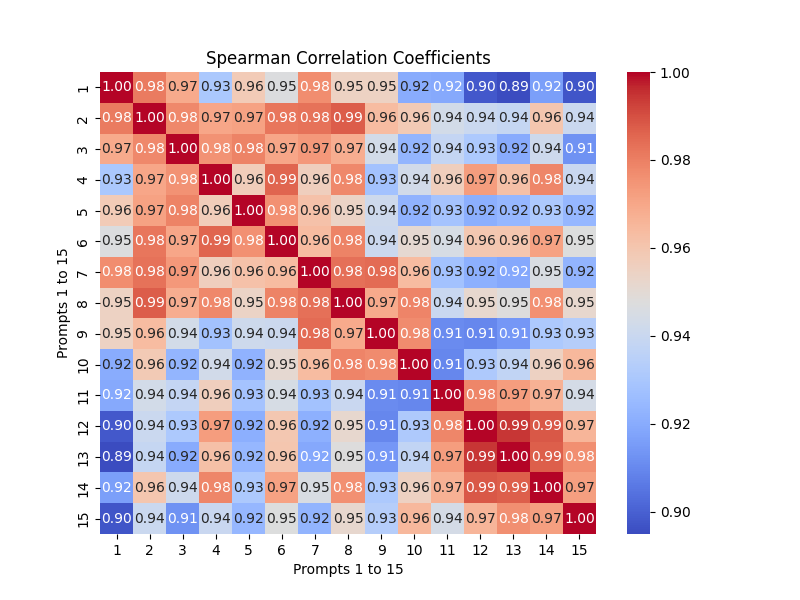 Spearman Correlation Coefficients
1 1.00 0.98 0.97 0.93 0.96 0.95 0.98 0.95 0.95 0.92 0.92 0.90 0.89 0.92 0.90
2 0.98 1.00 0.98 0.97 0.97 0.98 0.98 0.99 0.96 0.96 0.94 0.94 0.94 0.96 0.94
3 0.97 0.98 1.00 0.98 0.98 0.97 0.97 0.97 0.94 0.92 0.94 0.93 0.92 0.94 0.91
4 0.93 0.97 0.98 1.00 0.96 0.99 0.96 0.98 0.93 0.94 0.96 0.97 0.96 0.98 0.94
5 0.96 0.97 0.98 0.96 1.00 0.98 0.96 0.95 0.94 0.92 0.93 0.92 0.92 0.93 0.92
6 0.95 0.98 0.97 0.99 0.98 1.00 0.96 0.98 0.94 0.95 0.94 0.96 0.96 0.97 0.95
7 0.98 0.98 0.97 0.96 0.96 0.96 1.00 0.98 0.98 0.96 0.93 0.92 0.92 0.95 0.92
8 0.95 0.99 0.97 0.98 0.95 0.98 0.98 1.00 0.97 0.98 0.94 0.95 0.95 0.98 0.95
9 0.95 0.96 0.94 0.93 0.94 0.94 0.98 0.97 1.00 0.98 0.91 0.91 0.91 0.93 0.93
10 0.92 0.96 0.92 0.94 0.92 0.95 0.96 0.98 0.98 1.00 0.91 0.93 0.94 0.96 0.96
11 0.92 0.94 0.94 0.96 0.93 0.94 0.93 0.94 0.91 0.91 1.00 0.98 0.97 0.97 0.94
12 0.90 0.94 0.93 0.97 0.92 0.96 0.92 0.95 0.91 0.93 0.98 1.00 0.99 0.99 0.97
13 0.89 0.94 0.92 0.96 0.92 0.96 0.92 0.95 0.91 0.94 0.97 0.99 1.00 0.99 0.98
14 0.92 0.96 0.94 0.98 0.93 0.97 0.95 0.98 0.93 0.96 0.97 0.99 0.99 1.00 0.97
15 0.90 0.94 0.91 0.94 0.92 0.95 0.92 0.95 0.93 0.96 0.94 0.97 0.98 0.97 1.00
1 2 3 4 5 6 7 8 9 10 11 12 13 14 15
Prompts 1 to 15
Prompts 1 to 15
1.00
0.98
0.96
0.94
0.92
0.90